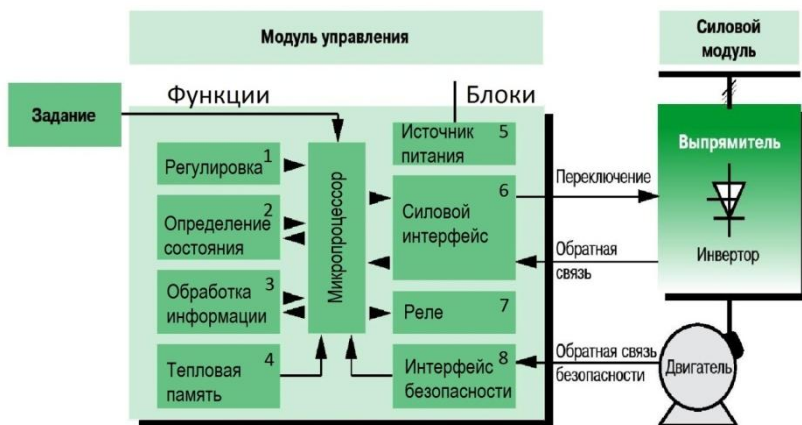 Модуль управления
Силовой
модуль
Задание
Функции
Блоки
Регулировка 1
Определение 2
состояния
Обработка 3
информации
Тепловая 4
память
Микропроцессор
Источник 5
питания
6
Силовой
интерфейс
Реле 7
Интерфейс 8
безопасности
Переключение
Обратная
связь
Обратная связь
безопасности
Выпрямитель
Инвертор
Двигатель